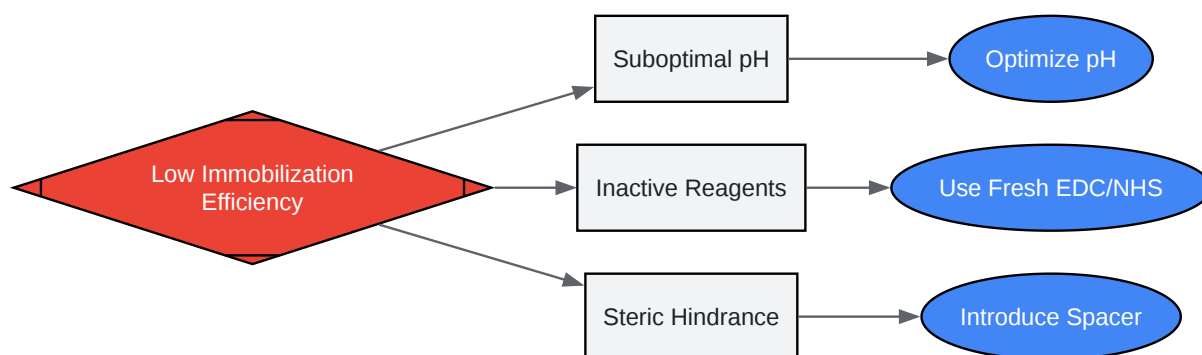 Suboptimal pH
Optimize pH
Low Immobilization
Efficiency
Inactive Reagents
Use Fresh EDC/NHS
Steric Hindrance
Introduce Spacer